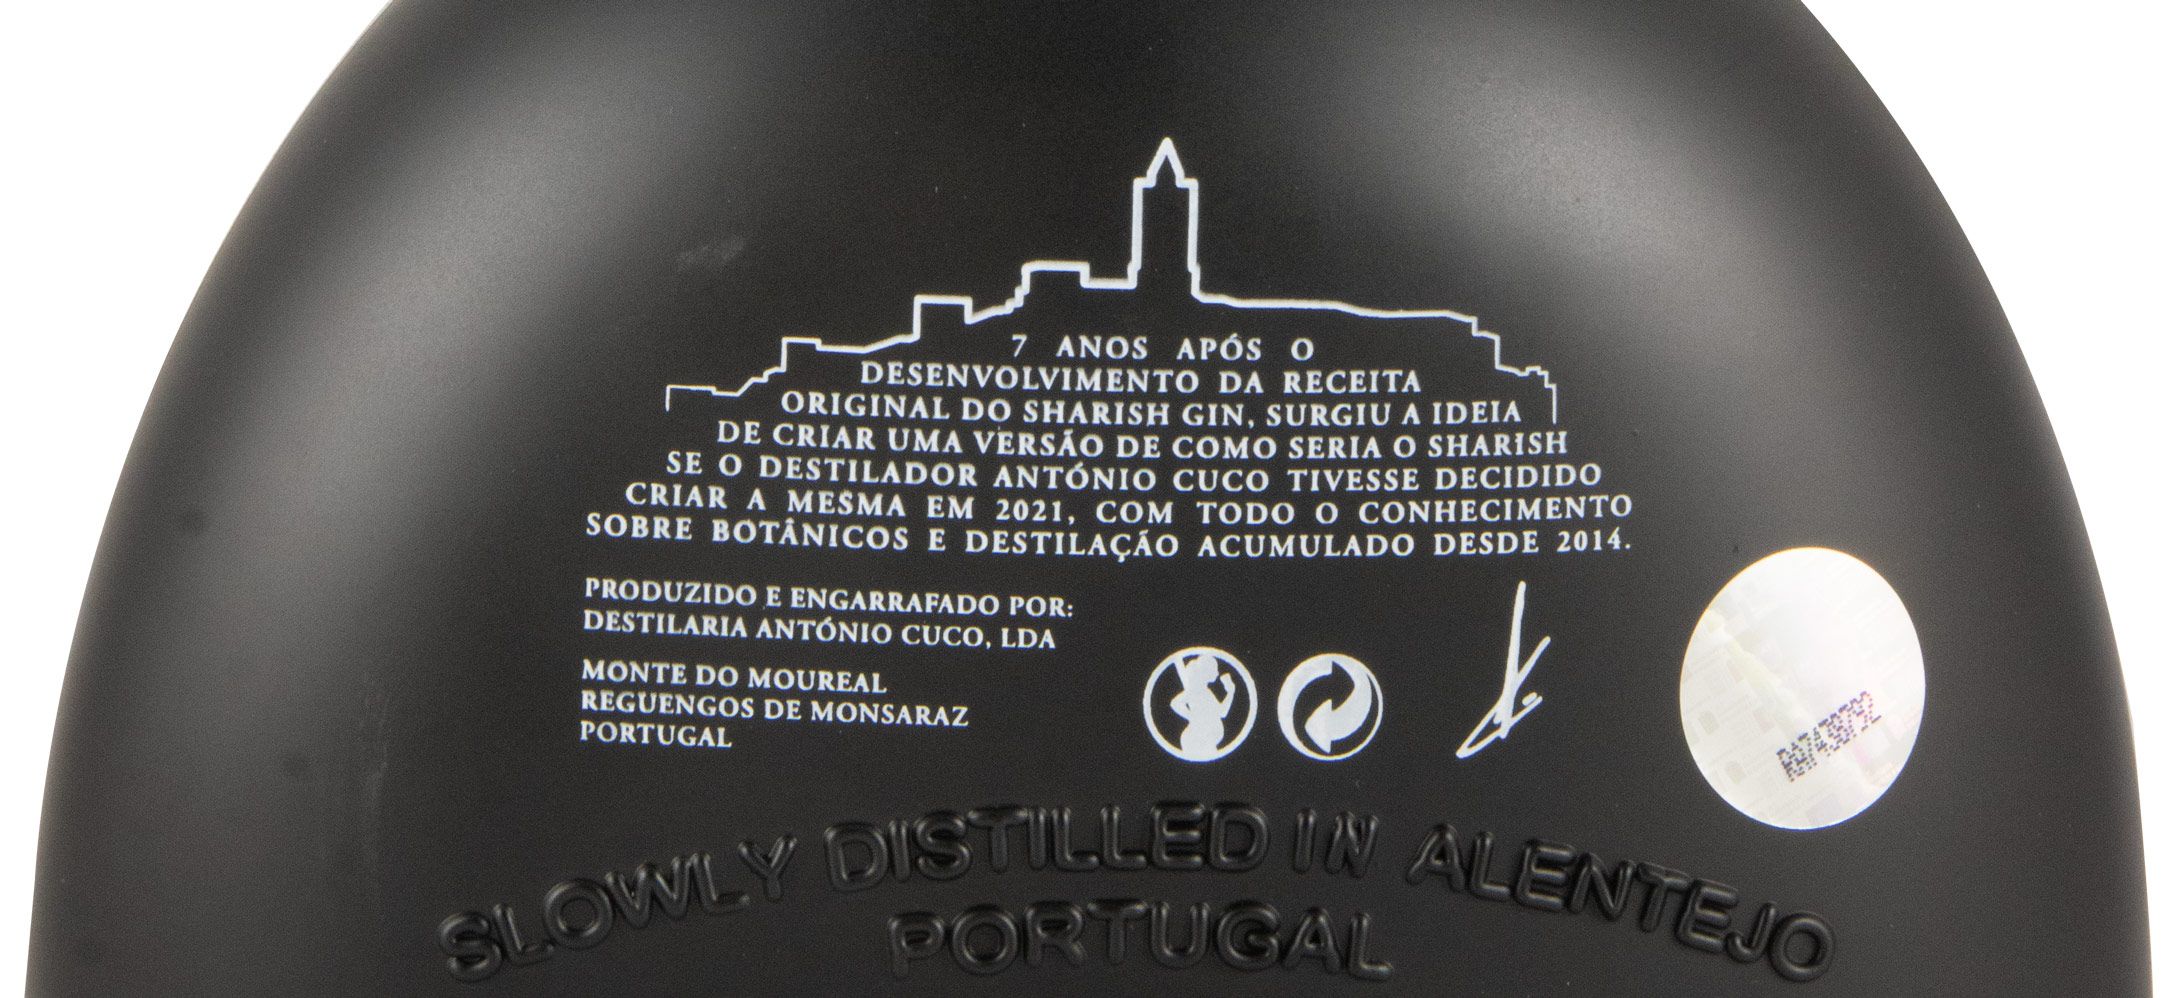 7 ANOS APÓS O
DESENVOLVIMENTO DA RECEITA
ORIGINAL DO SHARISH GIN, SURGIU A IDEIA
DE CRIAR UMA VERSÃO DE COMO SERIA O SHARISH
SE O DESTILADOR ANTÓNIO CUCO TIVESSE DECIDIDO
CRIAR A MESMA EM 2021, COM TODO O CONHECIMENTO
SOBRE BOTÂNICOS E DESTILAÇÃO ACUMULADO DESDE 2014.
PRODUZIDO E ENGARRAFADO POR:
DESTILARIA ANTÓNIO CUCO, LDA
MONTE DO MOUREAL
REGUENGOS DE MONSARAZ
PORTUGAL
SLOWLY DISTILLED IN ALENTEJO
PORTUGAL